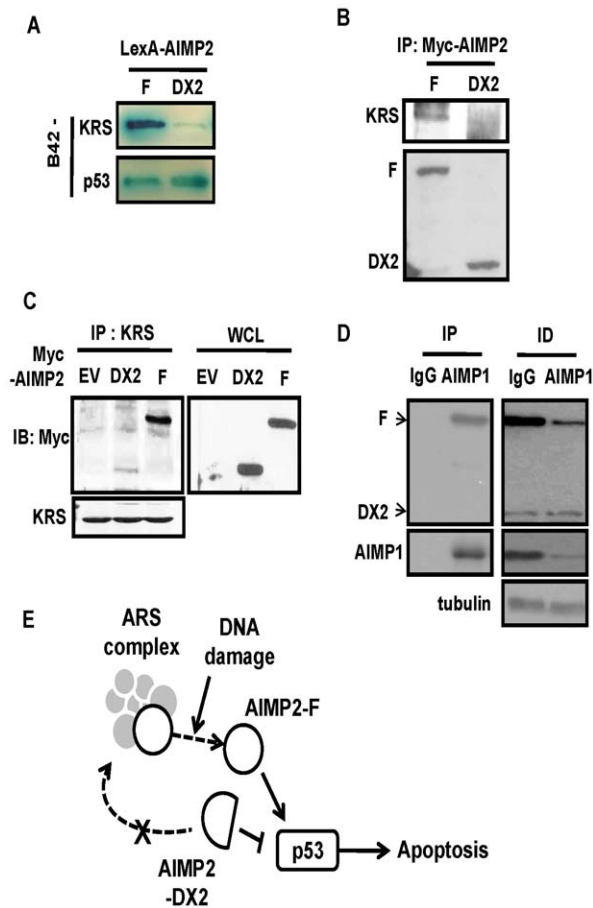 A
LexA-AIMP2
F DX2
B42 -
KRS
p53
B
IP: Myc-AIMP2
F DX2
KRS
F
DX2
C
IP : KRS WCL
Myc
-AIMP2
EV DX2 F EV DX2 F
IB: Myc
KRS
D
IP ID
IgG AIMP1 IgG AIMP1
F
DX2
AIMP1
tubulin
E
ARS
complex
DNA
damage
AIMP2-F
X
AIMP2
-DX2
p53
Apoptosis